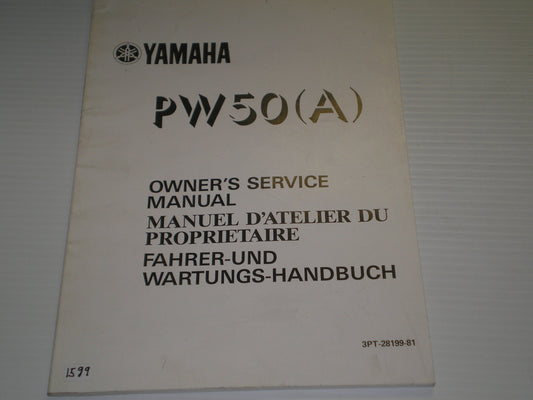 YAMAHA
PW50(A)
OWNER'S SERVICE
MANUAL
MANUEL D'ATELIER DU
PROPRIETAIRE
FAHRER-UND
WARTUNGS-HANDBUCH
3PT-28199-81
1599